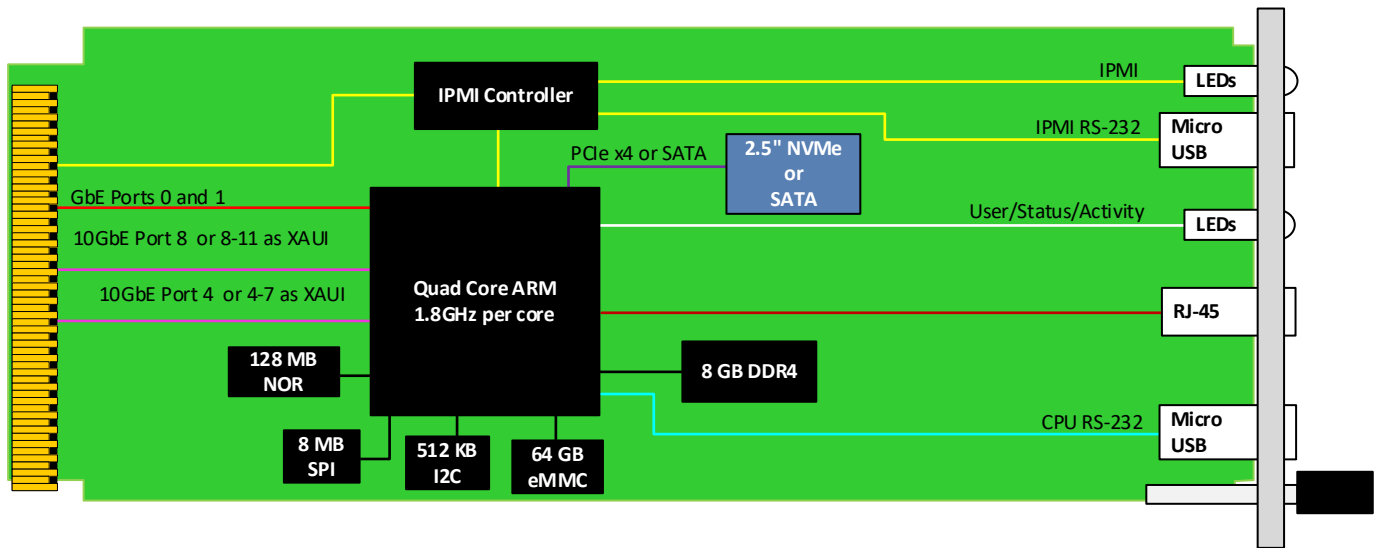 IPMI
LEDs
IPMI Controller
IPMI RS-232
Micro
USB
PCIe x4 or SATA
2.5" NVMe
or
SATA
GbE Ports 0 and 1
User/Status/Activity
LEDs
10GbE Port 8 or 8-11 as XAUI
10GbE Port 4 or 4-7 as XAUI
Quad Core ARM
1.8GHz per core
RJ-45
128 MB
NOR
8 GB DDR4
CPU RS-232
Micro
USB
8 MB
SPI
512 KB
I2C
64 GB
eMMC